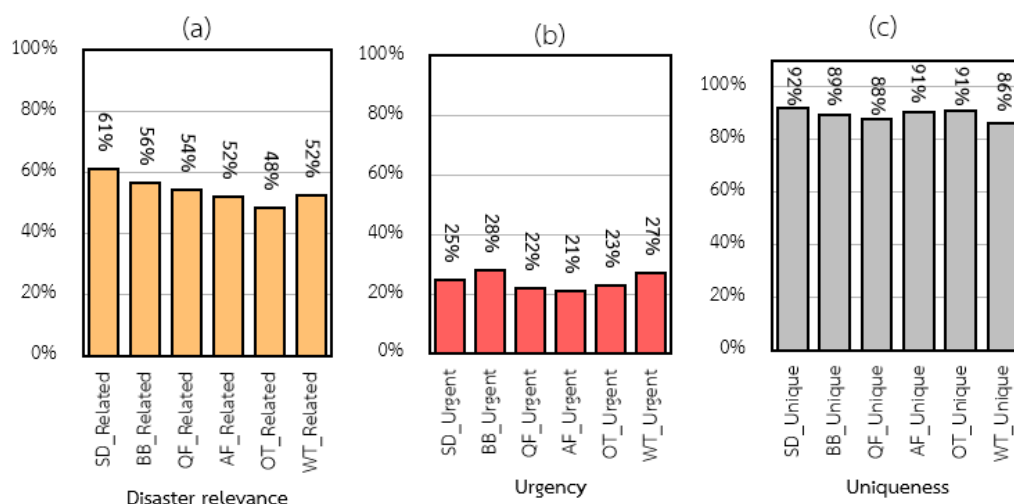 (a)
100%
80%
60%
40%
20%
0%
61%
56%
54%
52%
48%
52%
SD_Related
BB_Related
QF_Related
AF_Related
OT_Related
WT_Related
Disaster relevance
(b)
100%
80%
60%
40%
20%
0%
25%
28%
22%
21%
23%
27%
SD_Urgent
BB_Urgent
QF_Urgent
AF_Urgent
OT_Urgent
WT_Urgent
Urgency
(c)
100%
80%
60%
40%
20%
0%
92%
89%
88%
91%
91%
86%
SD_Unique
BB_Unique
QF_Unique
AF_Unique
OT_Unique
WT_Unique
Uniqueness